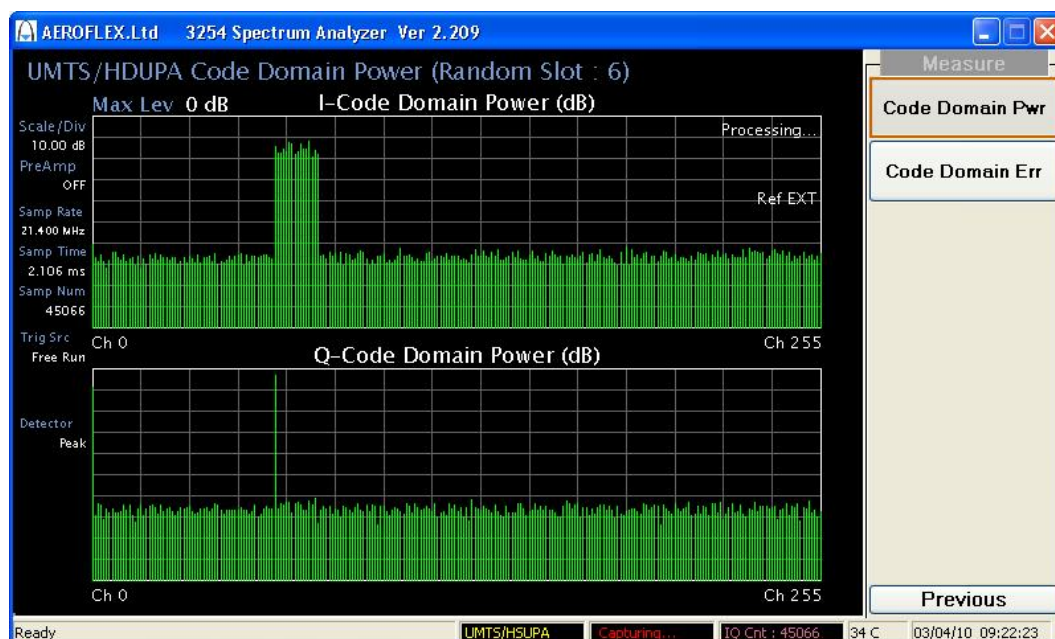 AEROFLEX.Ltd 3254 Spectrum Analyzer Ver 2.209
UMTS/HDUPA Code Domain Power (Random Slot : 6)
Max Lev 0 dB I-Code Domain Power (dB)
Scale/Div
10.00 dB
PreAmp
OFF
Samp Rate
21.400 MHz
Samp Time
2.106 ms
Samp Num
45066
Trig Src
Free Run
Detector
Peak
Processing...
Ref EXT
Ch 0 Ch 255
Q-Code Domain Power (dB)
Ch 0 Ch 255
Measure
Code Domain Pwr
Code Domain Err
Previous
Ready UMTS/HSUPA Capturing... IQ Cnt : 45066 34 C 03/04/10 09:22:23